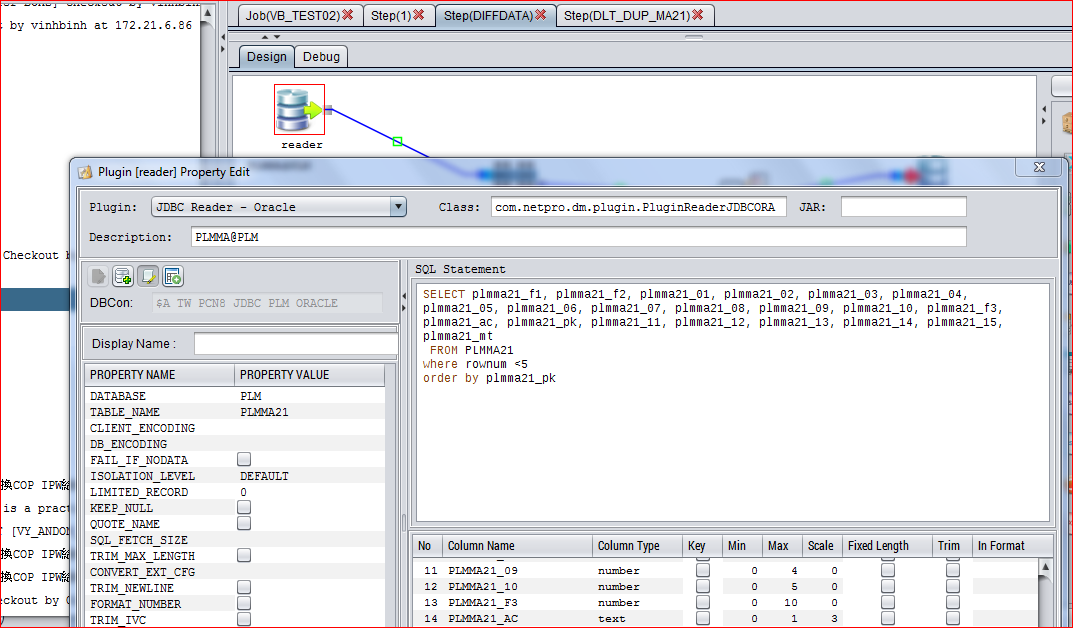 checkout by vinhbinh
t by vinhbinh at 172.21.6.86
Job(VB_TEST02) Step(1) Step(DIFFDATA) Step(DLT_DUP_MA21)
Design Debug
reader
Plugin [reader] Property Edit
Plugin: JDBC Reader - Oracle Class: com.netpro.dm.plugin.PluginReaderJDBCORA JAR:
Description: PLMMA@PLM
Checkout b
SQL Statement
DBCon: $A TW PCN8 JDBC PLM ORACLE
SELECT plmma21_f1, plmma21_f2, plmma21_01, plmma21_02, plmma21_03, plmma21_04,
plmma21_05, plmma21_06, plmma21_07, plmma21_08, plmma21_09, plmma21_10, plmma21_f3,
plmma21_ac, plmma21_pk, plmma21_11, plmma21_12, plmma21_13, plmma21_14, plmma21_15,
plmma21_mt
FROM PLMMA21
where rownum <5
order by plmma21_pk
Display Name :
PROPERTY NAME PROPERTY VALUE
DATABASE PLM
TABLE_NAME PLMMA21
CLIENT_ENCODING
DB_ENCODING
FAIL_IF_NODATA
ISOLATION_LEVEL DEFAULT
LIMITED_RECORD 0
KEEP_NULL
QUOTE_NAME
SQL_FETCH_SIZE
TRIM_MAX_LENGTH
CONVERT_EXT_CFG
TRIM_NEWLINE
FORMAT_NUMBER
TRIM_IVC
換COP IPW
is a pract
[VY_ANDON
換COP IPW
換COP IPW
eckout by
No Column Name Column Type Key Min Max Scale Fixed Length Trim In Format
11 PLMMA21_09 number 0 4 0
12 PLMMA21_10 number 0 5 0
13 PLMMA21_F3 number 0 10 0
14 PLMMA21_AC text 0 1 3